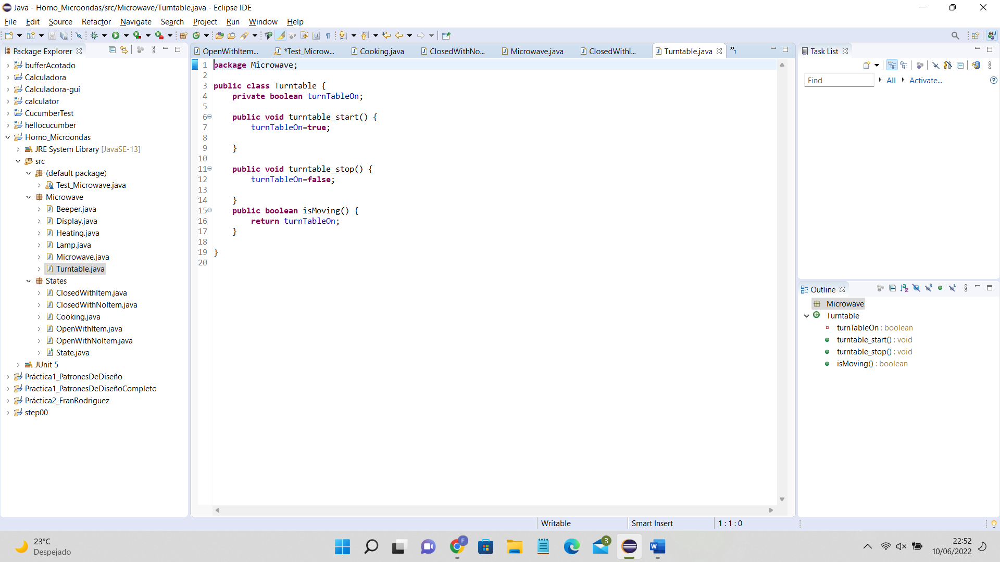 Java - Horno_Microondas/src/Microwave/Turntable.java - Eclipse IDE
File Edit Source Refactor Navigate Search Project Run Window Help
Package Explorer
bufferAcotado
Calculadora
Calculadora-gui
calculator
CucumberTest
hellocucumber
Horno_Microondas
JRE System Library [JavaSE-13]
src
(default package)
Test_Microwave.java
Microwave
Beeper.java
Display.java
Heating.java
Lamp.java
Microwave.java
Turntable.java
States
ClosedWithItem.java
ClosedWithNoItem.java
Cooking.java
OpenWithItem.java
OpenWithNoItem.java
State.java
JUnit 5
Práctica1_PatronesDeDiseño
Practica1_PatronesDeDiseñoCompleto
Práctica2_FranRodriguez
step00
OpenWithItem... *Test_Microw... Cooking.java ClosedWithNo... Microwave.java ClosedWithI... Turntable.java »1
1 package Microwave;
2
3 public class Turntable {
4 private boolean turnTableOn;
5
6 public void turntable_start() {
7 turnTableOn=true;
8
9 }
10
11 public void turntable_stop() {
12 turnTableOn=false;
13
14 }
15 public boolean isMoving() {
16 return turnTableOn;
17 }
18
19 }
20
Task List
Find All Activate...
Outline
Microwave
Turntable
turnTableOn : boolean
turntable_start() : void
turntable_stop() : void
isMoving() : boolean
Writable Smart Insert 1 : 1 : 0
23°C
Despejado
F
3
22:52
10/06/2022